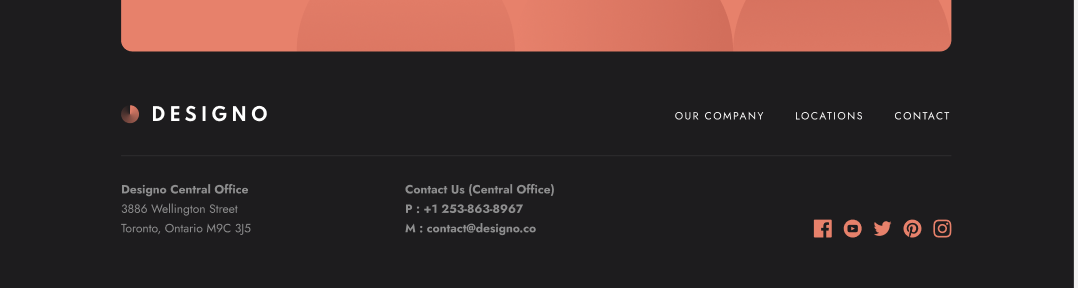 DESIGNO
OUR COMPANY LOCATIONS CONTACT
Designo Central Office
3886 Wellington Street
Toronto, Ontario M9C 3J5
Contact Us (Central Office)
P : +1 253-863-8967
M : contact@designo.co